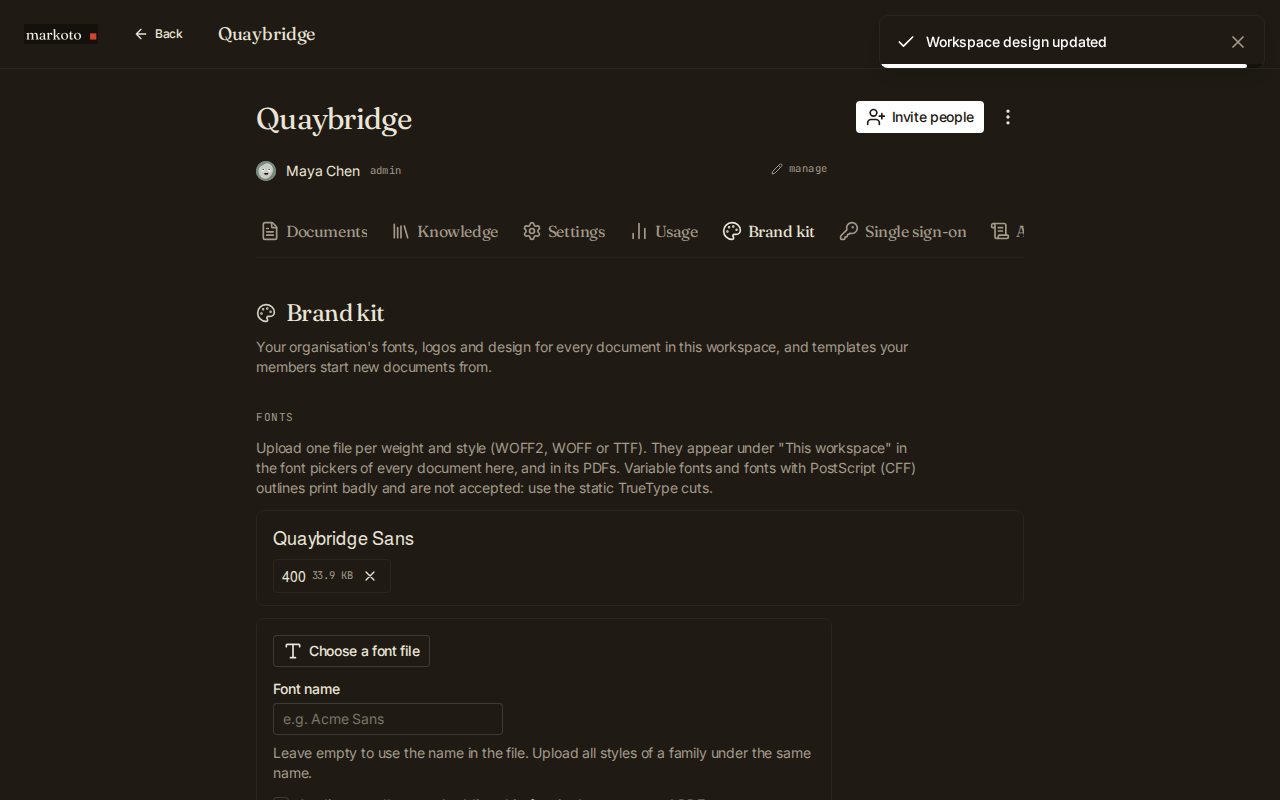 markoto
Back
Quaybridge
Workspace design updated
Quaybridge
Invite people
Maya Chen admin
manage
Documents Knowledge Settings Usage Brand kit Single sign-on
Brand kit
Your organisation's fonts, logos and design for every document in this workspace, and templates your
members start new documents from.
FONTS
Upload one file per weight and style (WOFF2, WOFF or TTF). They appear under "This workspace" in
the font pickers of every document here, and in its PDFs. Variable fonts and fonts with PostScript (CFF)
outlines print badly and are not accepted: use the static TrueType cuts.
Quaybridge Sans
400 33.9 KB
Choose a font file
Font name
e.g. Acme Sans
Leave empty to use the name in the file. Upload all styles of a family under the same
name.